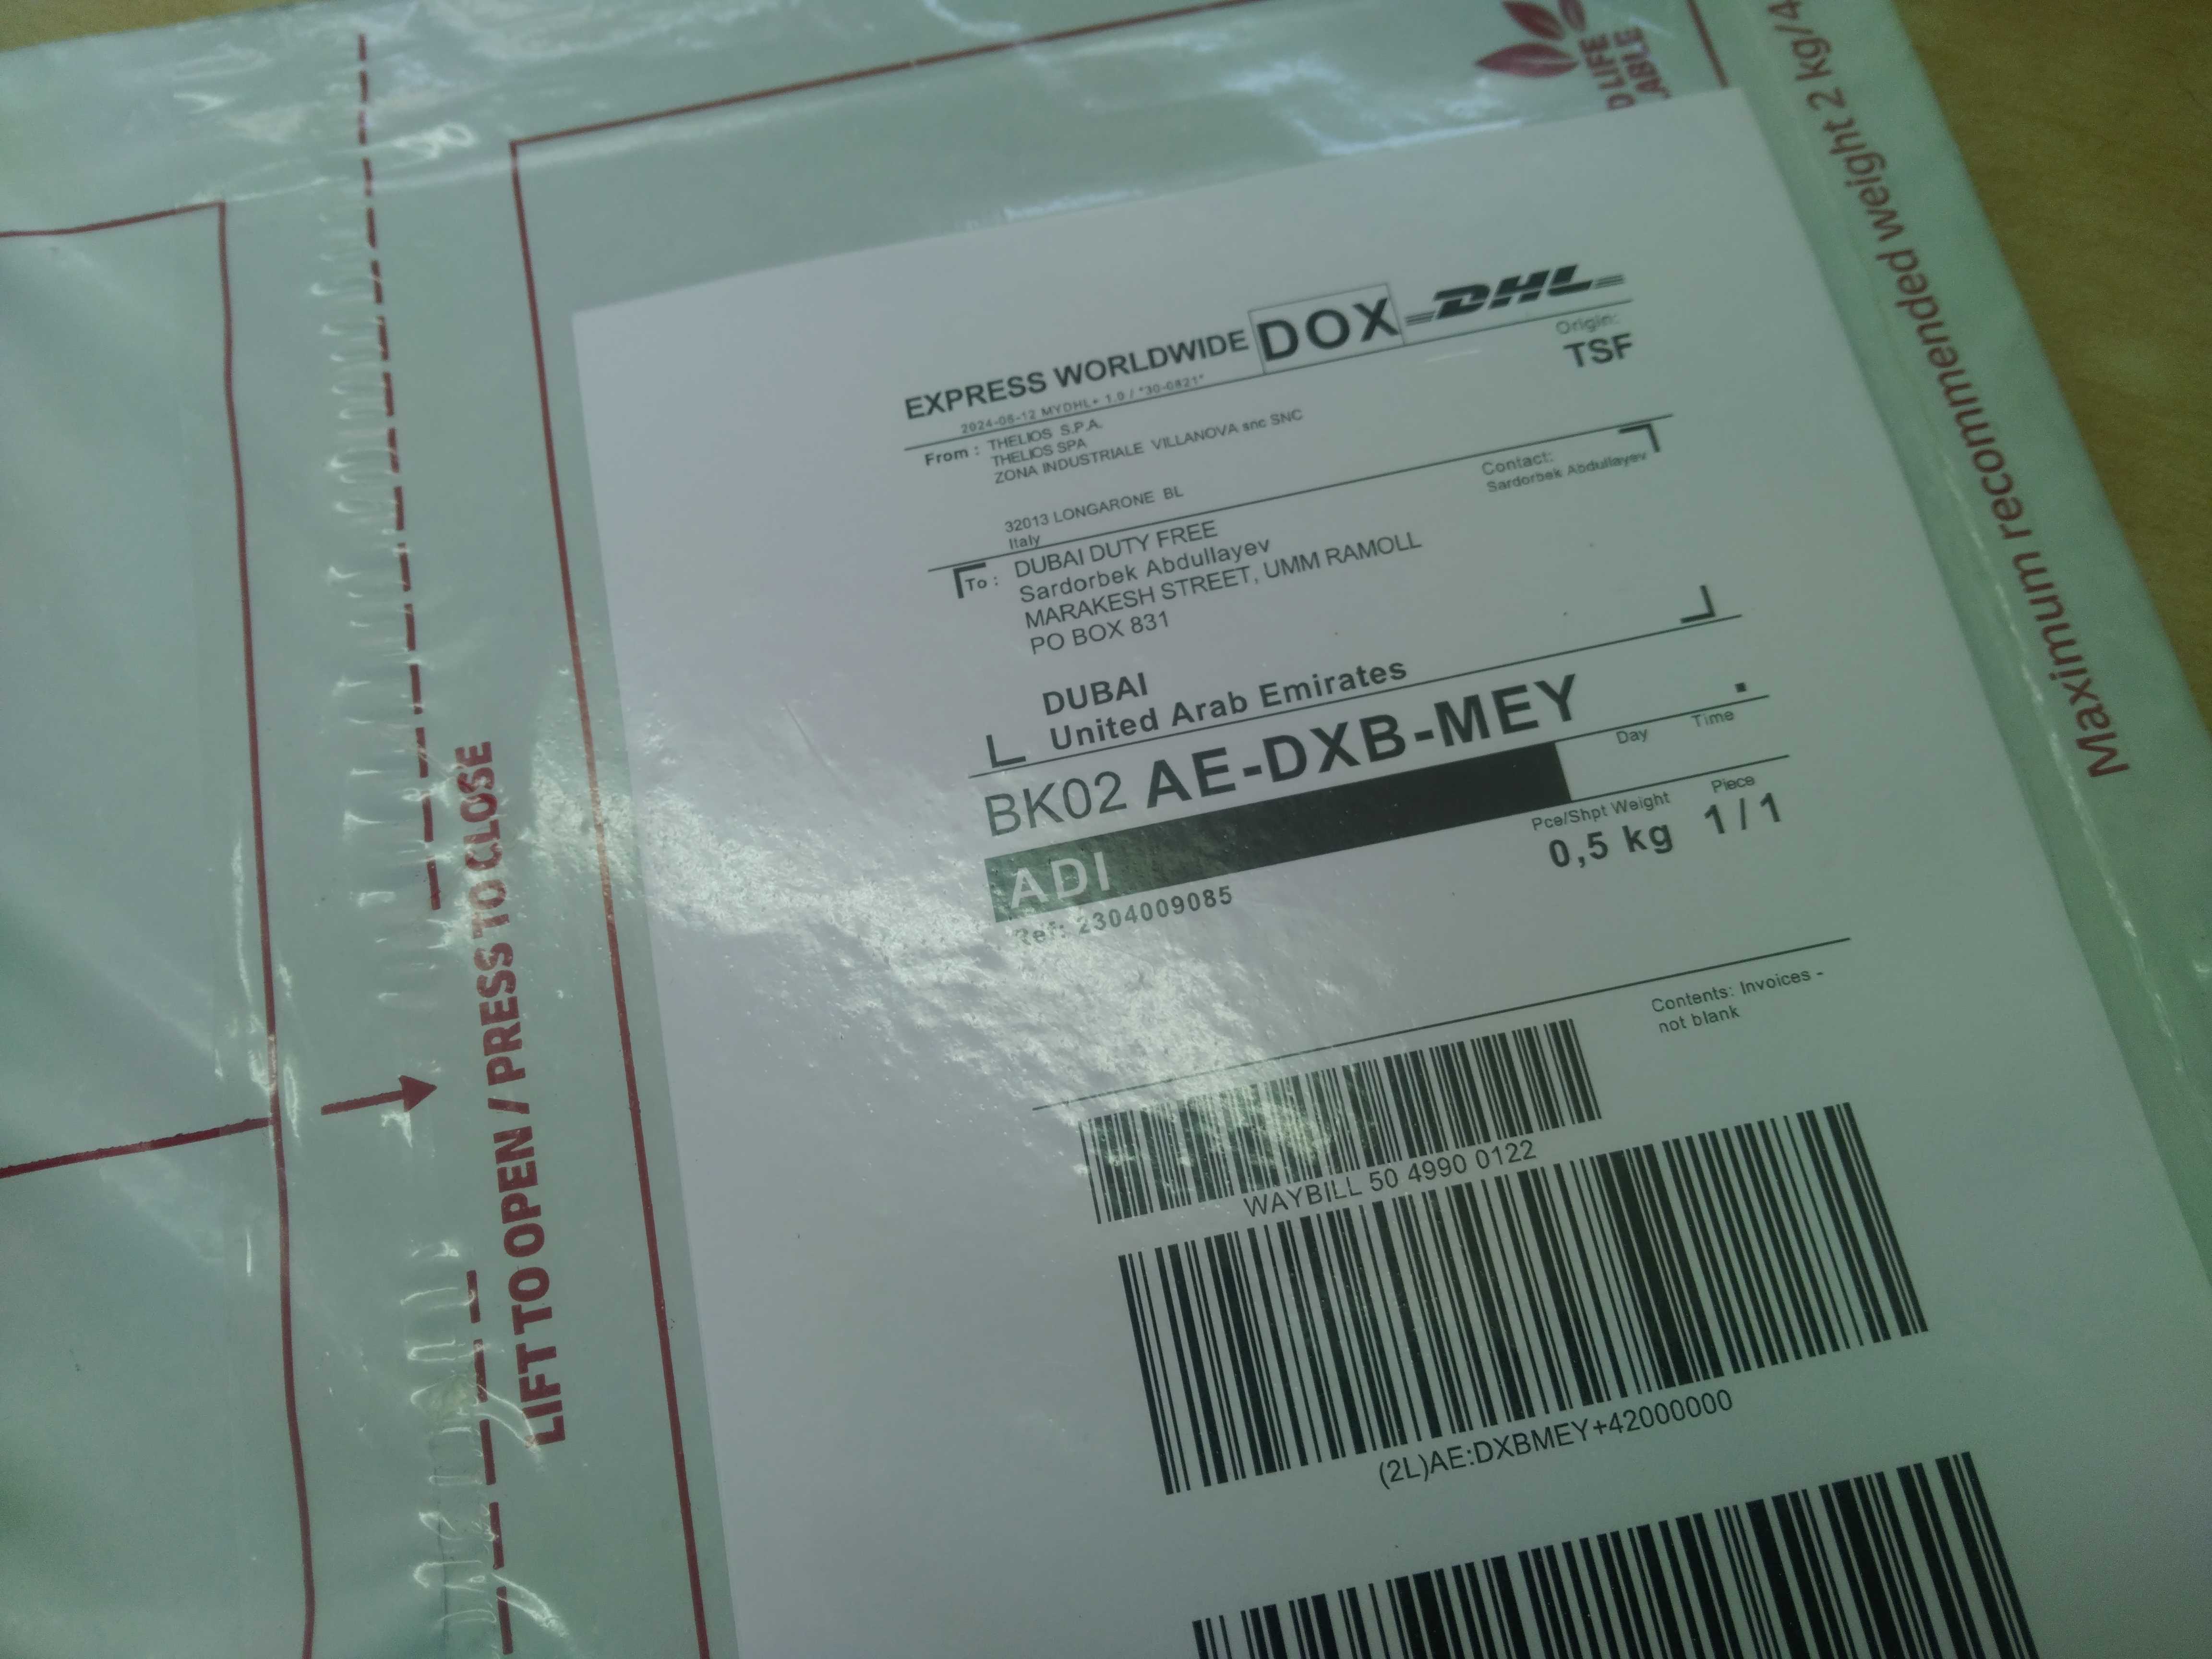 D LIFE
ABLE
Maximum recommended weight 2 kg/4
LIFT TO OPEN / PRESS TO CLOSE
EXPRESS WORLDWIDE DOX DHL
2024-06-12 MYDHL+ 1.0 / *30-0821*
Origin:
TSF
From : THELIOS S.P.A.
THELIOS SPA
ZONA INDUSTRIALE VILLANOVA snc SNC
32013 LONGARONE BL
Italy
Contact:
Sardorbek Abdullayev
To : DUBAI DUTY FREE
Sardorbek Abdullayev
MARAKESH STREET, UMM RAMOLL
PO BOX 831
DUBAI
United Arab Emirates
BK02 AE-DXB-MEY
ADI
Day Time
Ref: 2304009085
Pce/Shpt Weight Piece
0,5 kg 1/1
Contents: Invoices -
not blank
WAYBILL 50 4990 0122
(2L)AE:DXBMEY+42000000